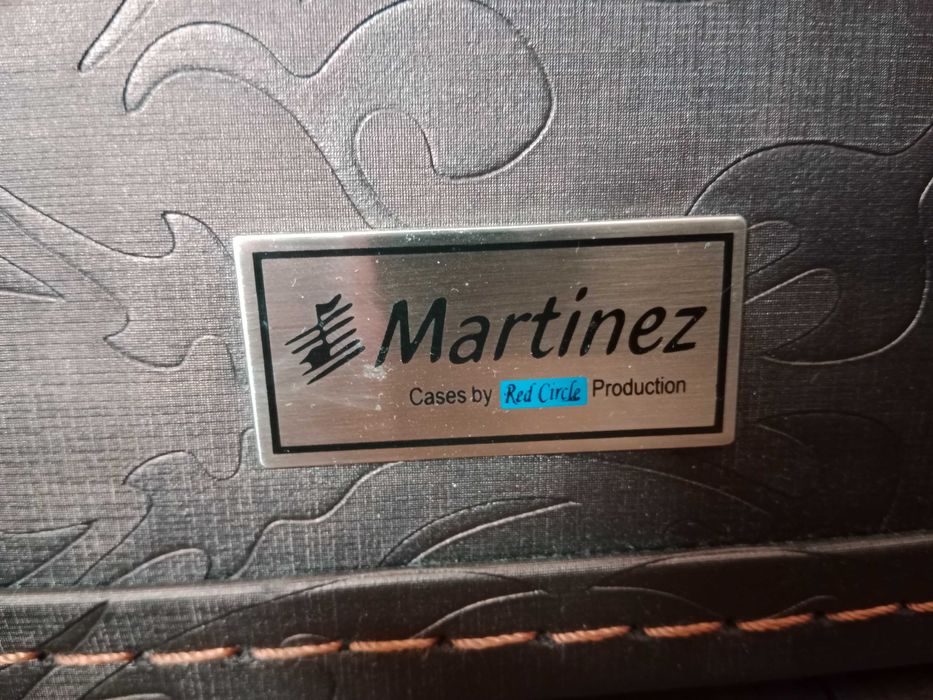 Martinez
Cases by Red Circle Production